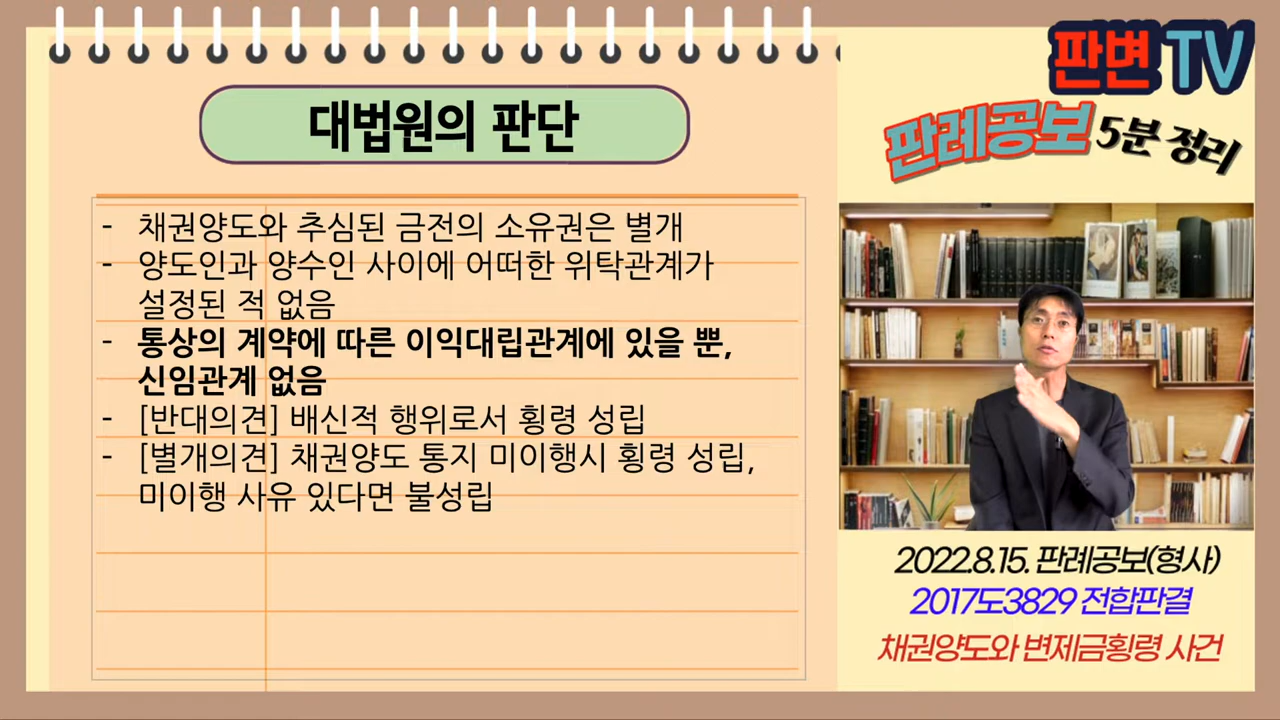 대법원의 판단
- 채권양도와 추심된 금전의 소유권은 별개
- 양도인과 양수인 사이에 어떠한 위탁관계가
설정된 적 없음
- 통상의 계약에 따른 이익대립관계에 있을 뿐,
신임관계 없음
- [반대의견] 배신적 행위로서 횡령 성립
- [별개의견] 채권양도 통지 미이행시 횡령 성립,
미이행 사유 있다면 불성립
판변 TV
판례공보 5분 정리
2022.8.15. 판례공보(형사)
2017도3829 전합판결
채권양도와 변제금횡령 사건